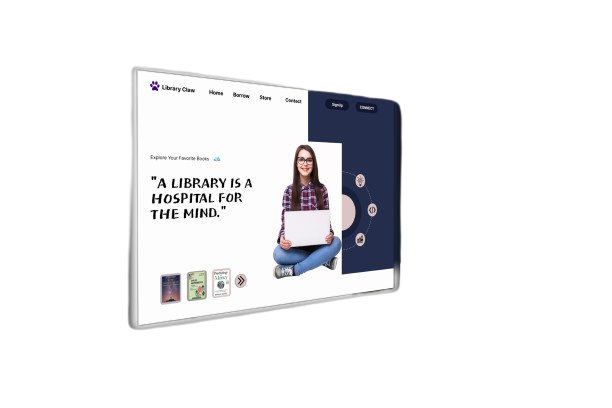 Library Claw
Home
Borrow
Store
Contact
SignUp
CONNECT
Explore Your Favorite Books
"A LIBRARY IS A
HOSPITAL FOR
THE MIND."